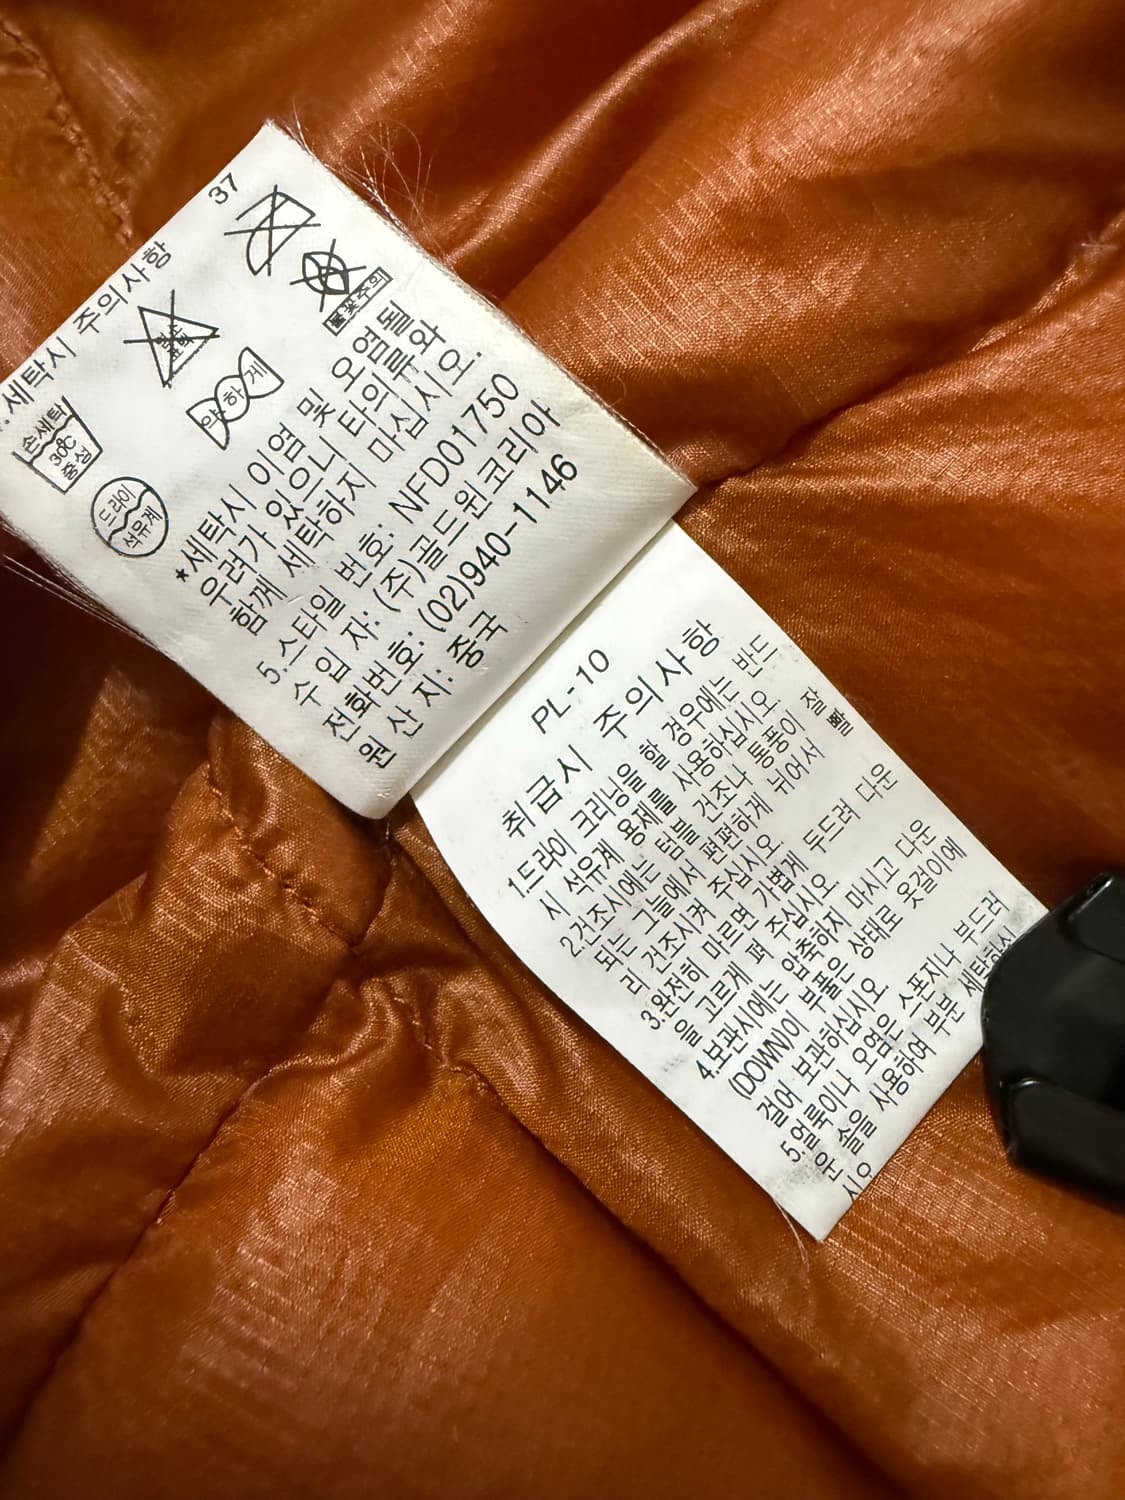 37
세탁시 주의사항
손세탁
30℃
중성
드라이
석유계
약하게
불꽃주의
*세탁시 이염 및 오염될
우려가 있으니 타의류와
함께 세탁하지 마십시오.
5.스타일 번호: NFD01750
수 입 자: (주)골드윈코리아
전화번호: (02)940-1146
원 산 지: 중국
PL-10
취급시 주의사항
1.드라이 크리닝을 할 경우에는 반드
시 석유계 용제를 사용하십시오
2.건조시에는 텀블 건조나 통풍이 잘
되는 그늘에서 편편하게 뉘어서 빨
리 건조시켜 주십시오
3.완전히 마르면 가볍게 두드려 다운
을 고르게 펴 주십시오
4.보관시에는 압축하지 마시고 다운
(DOWN)이 부풀은 상태로 옷걸이에
걸어 보관하십시오
5.얼룩이나 오염은 스펀지나 부드러
운 솔을 사용하여 부분 세탁하십
시오